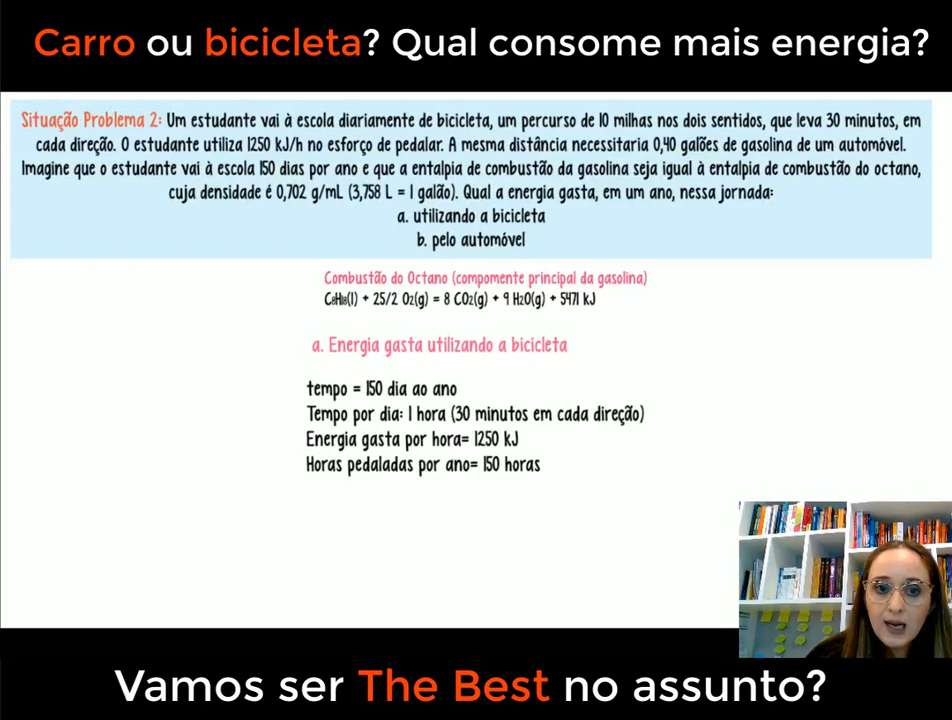 Carro ou bicicleta? Qual consome mais energia?
Situação Problema 2: Um estudante vai à escola diariamente de bicicleta, um percurso de 10 milhas nos dois sentidos, que leva 30 minutos, em
cada direção. O estudante utiliza 1250 kJ/h no esforço de pedalar. A mesma distância necessitaria 0,40 galões de gasolina de um automóvel.
Imagine que o estudante vai à escola 150 dias por ano e que a entalpia de combustão da gasolina seja igual à entalpia de combustão do octano,
cuja densidade é 0,702 g/mL (3,758 L = 1 galão). Qual a energia gasta, em um ano, nessa jornada:
a. utilizando a bicicleta
b. pelo automóvel
Combustão do Octano (compomente principal da gasolina)
C8H18(l) + 25/2 O2(g) = 8 CO2(g) + 9 H2O(g) + 5471 kJ
a. Energia gasta utilizando a bicicleta
tempo = 150 dia ao ano
Tempo por dia: 1 hora (30 minutos em cada direção)
Energia gasta por hora= 1250 kJ
Horas pedaladas por ano= 150 horas
Vamos ser The Best no assunto?